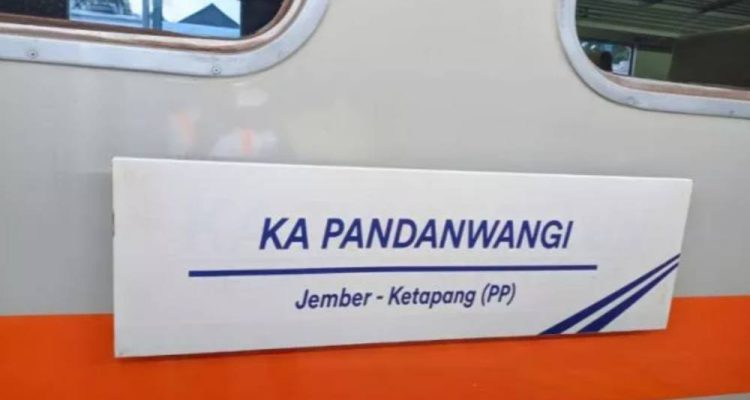 KA PANDANWANGI
Jember - Ketapang (PP)